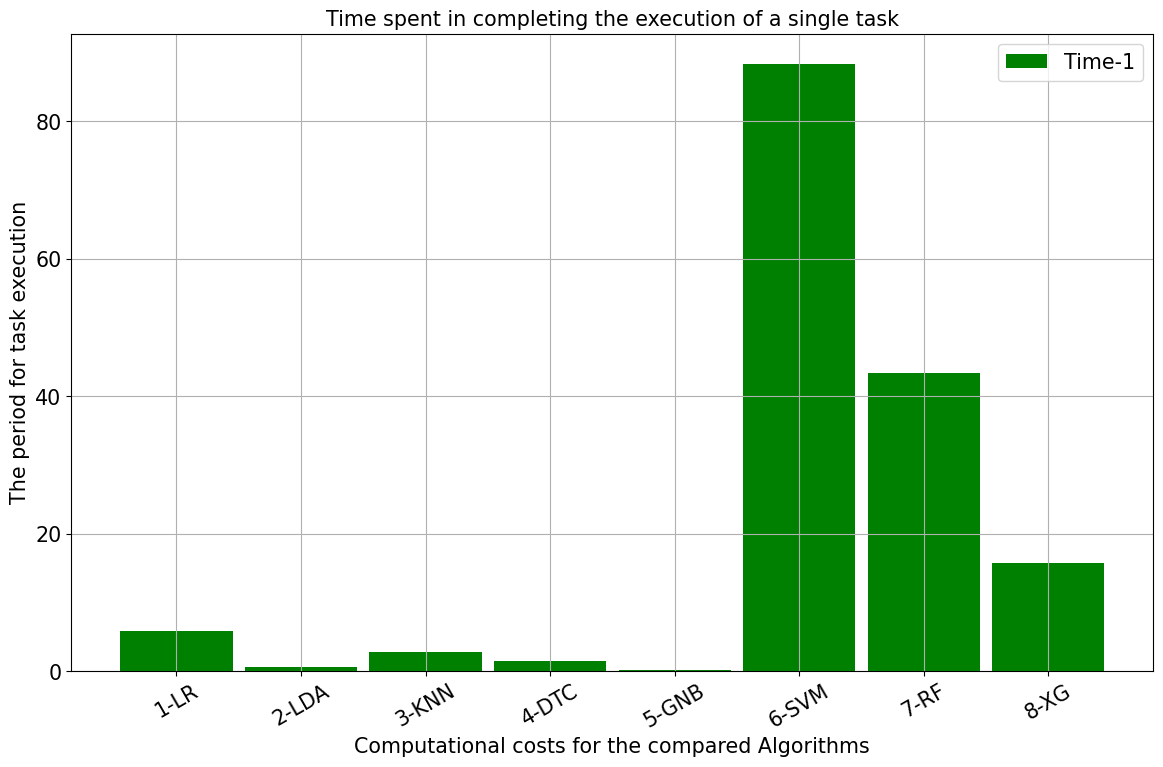 Time spent in completing the execution of a single task
Time-1
The period for task execution
80
60
40
20
0
1-LR
2-LDA
3-KNN
4-DTC
5-GNB
6-SVM
7-RF
8-XG
Computational costs for the compared Algorithms